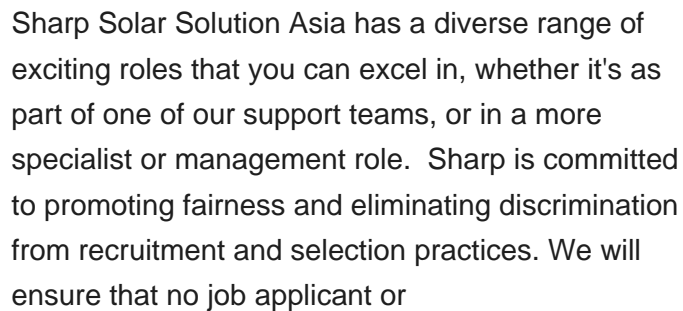 Sharp Solar Solution Asia has a diverse range of
exciting roles that you can excel in, whether it's as
part of one of our support teams, or in a more
specialist or management role.  Sharp is committed
to promoting fairness and eliminating discrimination
from recruitment and selection practices. We will
ensure that no job applicant or